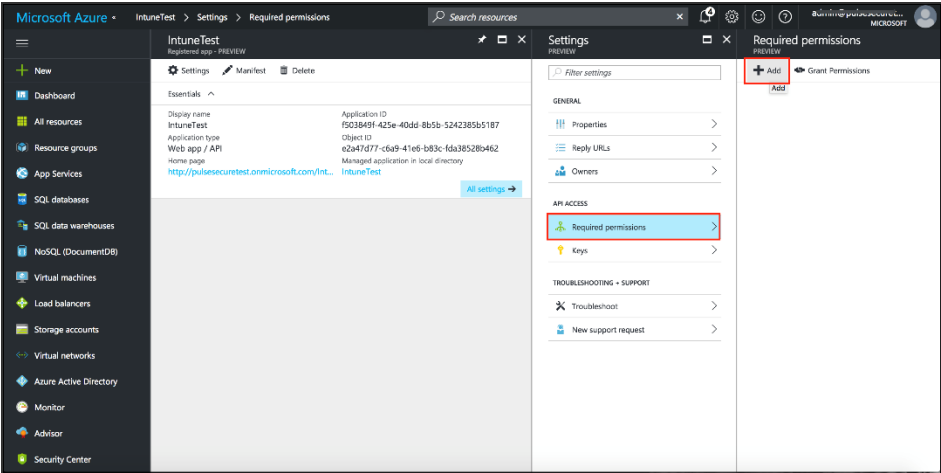 Microsoft Azure IntuneTest > Settings > Required permissions
Search resources
MICROSOFT
New
Dashboard
All resources
Resource groups
App Services
SQL databases
SQL data warehouses
NoSQL (DocumentDB)
Virtual machines
Load balancers
Storage accounts
Virtual networks
Azure Active Directory
Monitor
Advisor
Security Center
IntuneTest
Registered app - PREVIEW
Settings Manifest Delete
Essentials
Display name
IntuneTest
Application type
Web app / API
Home page
http://pulsesecuretest.onmicrosoft.com/Int...
Application ID
f503849f-425e-40dd-8b5b-5242385b5187
Object ID
e2a47d77-c6a9-41e6-b83c-fda38528b462
Managed application in local directory
IntuneTest
All settings
Settings
PREVIEW
Filter settings
GENERAL
Properties
Reply URLs
Owners
API ACCESS
Required permissions
Keys
TROUBLESHOOTING + SUPPORT
Troubleshoot
New support request
Required permissions
PREVIEW
Add Grant Permissions
Add